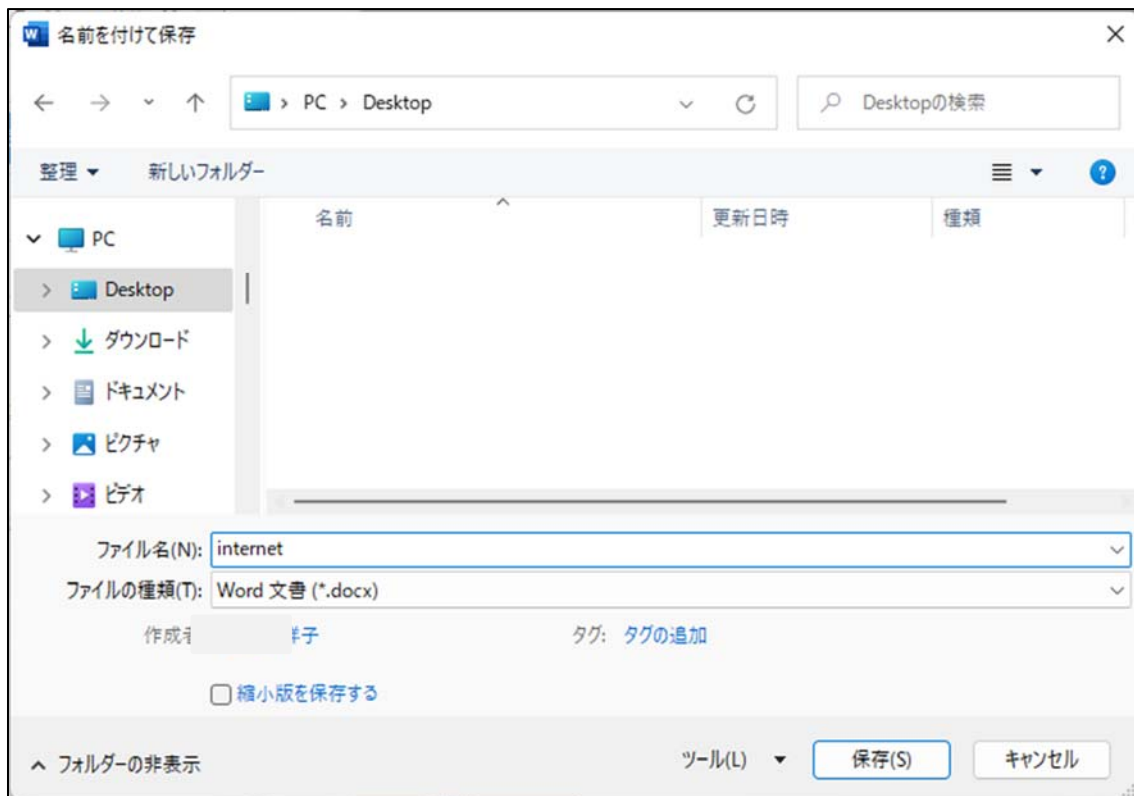 名前を付けて保存
PC > Desktop
Desktopの検索
整理
新しいフォルダー
名前
更新日時
種類
PC
Desktop
ダウンロード
ドキュメント
ピクチャ
ビデオ
ファイル名(N): internet
ファイルの種類(T): Word 文書 (*.docx)
作成者
子
タグ: タグの追加
縮小版を保存する
フォルダーの非表示
ツール(L)
保存(S)
キャンセル